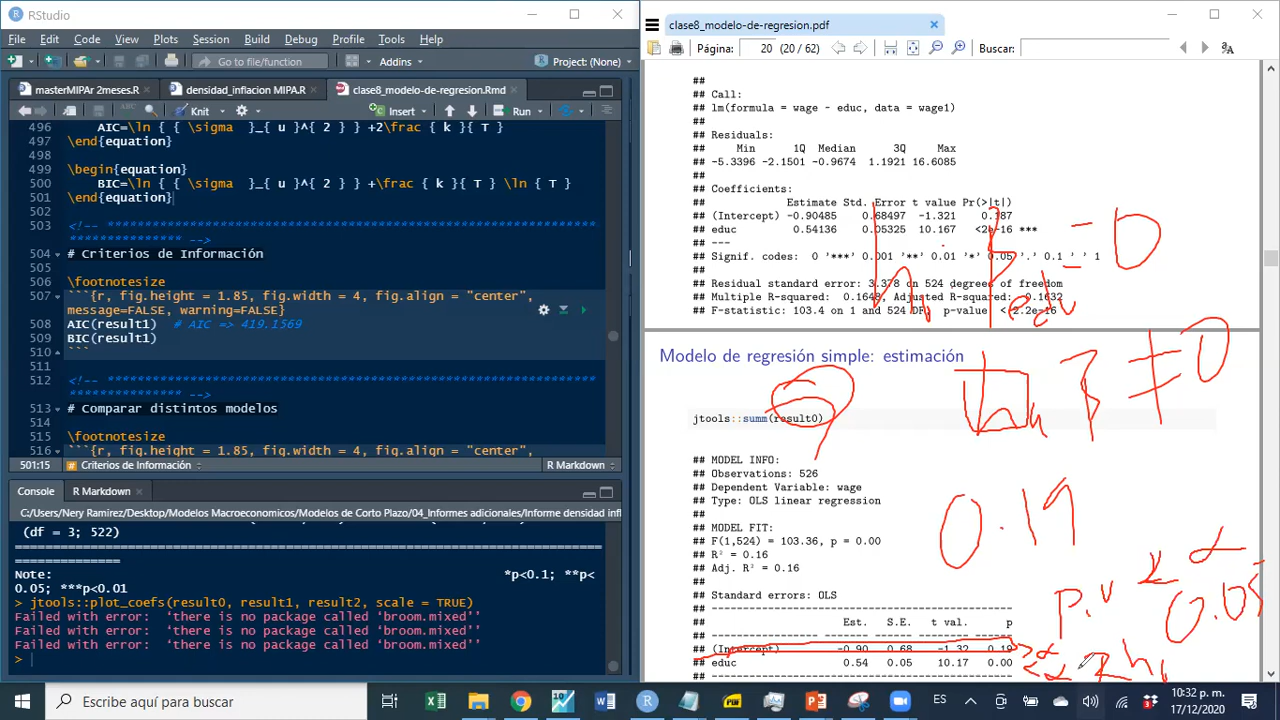 RStudio
File Edit Code View Plots Session Build Debug Profile Tools Help
Go to file/function
Addins
Project: (None)
masterMIPAr 2meses.R
densidad_inflacion MIPA.R
clase8_modelo-de-regresion.Rmd
Knit
Insert
Run
496 AIC=\ln { { \sigma }_{ u }^{ 2 } } +2\frac { k }{ T }
497 \end{equation}
498
499 \begin{equation}
500 BIC=\ln { { \sigma }_{ u }^{ 2 } } +\frac { k }{ T } \ln { T }
501 \end{equation}
502
503 <!-- ************************************************************
**************** -->
504 # Criterios de Información
505
506 \footnotesize
507 ```{r, fig.height = 1.85, fig.width = 4, fig.align = "center",
message=FALSE, warning=FALSE}
508 AIC(result1) # AIC => 419.1569
509 BIC(result1)
510 ```
511
512 <!-- ************************************************************
**************** -->
513 # Comparar distintos modelos
514
515 \footnotesize
516 ```{r, fig.height = 1.85, fig.width = 4, fig.align = "center",
501:15 Criterios de Información R Markdown
Console R Markdown
C:/Users/Nery Ramirez/Desktop/Modelos Macroeconomicos/Modelos de Corto Plazo/04_Informes adicionales/Informe densidad infl
(df = 3; 522)
Note: *p<0.1; **p<
0.05; ***p<0.01
> jtools::plot_coefs(result0, result1, result2, scale = TRUE)
Failed with error: ‘there is no package called ‘broom.mixed’’
Failed with error: ‘there is no package called ‘broom.mixed’’
Failed with error: ‘there is no package called ‘broom.mixed’’
>
clase8_modelo-de-regresion.pdf
Página: 20 (20 / 62)
Buscar:
##
## Call:
## lm(formula = wage ~ educ, data = wage1)
##
## Residuals:
## Min 1Q Median 3Q Max
## -5.3396 -2.1501 -0.9674 1.1921 16.6085
##
## Coefficients:
## Estimate Std. Error t value Pr(>|t|)
## (Intercept) -0.90485 0.68497 -1.321 0.187
## educ 0.54136 0.05325 10.167 <2e-16 ***
## ---
## Signif. codes: 0 '***' 0.001 '**' 0.01 '*' 0.05 '.' 0.1 ' ' 1
##
## Residual standard error: 3.378 on 524 degrees of freedom
## Multiple R-squared: 0.1648, Adjusted R-squared: 0.1632
## F-statistic: 103.4 on 1 and 524 DF, p-value < 2.2e-16
= 0
edu
Modelo de regresión simple: estimación
≠ 0
jtools::summ(result0)
## MODEL INFO:
## Observations: 526
## Dependent Variable: wage
## Type: OLS linear regression
##
## MODEL FIT:
## F(1,524) = 103.36, p = 0.00
## R² = 0.16
## Adj. R² = 0.16
##
## Standard errors: OLS
## ------------------------------------------------
## Est. S.E. t val. p
## ------------------------------------------------
## (Intercept) -0.90 0.68 -1.32 0.19
## educ 0.54 0.05 10.17 0.00
## ------------------------------------------------
0.19
p.v < α
0.05
Escribe aquí para buscar
ES
10:32 p. m.
17/12/2020